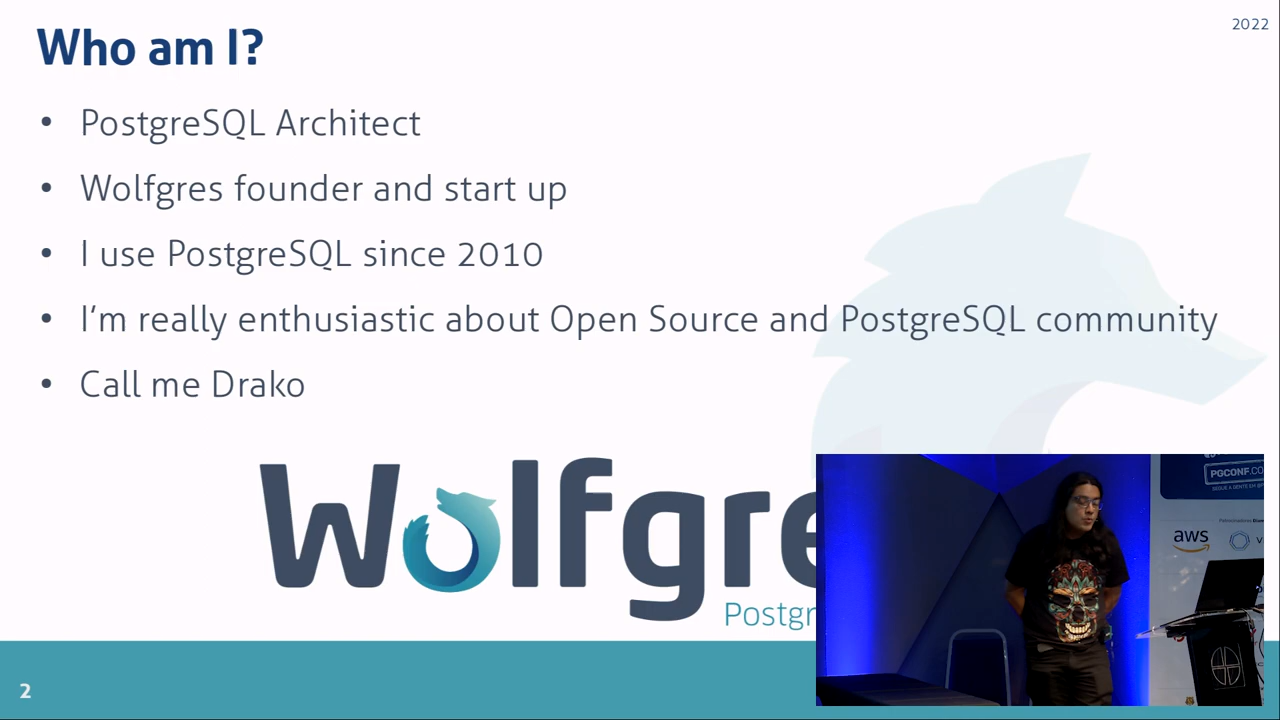 2022
Who am I?
• PostgreSQL Architect
• Wolfgres founder and start up
• I use PostgreSQL since 2010
• I’m really enthusiastic about Open Source and PostgreSQL community
• Call me Drako
Wolfgre
Postgr
2
PGCONF.CO
aws